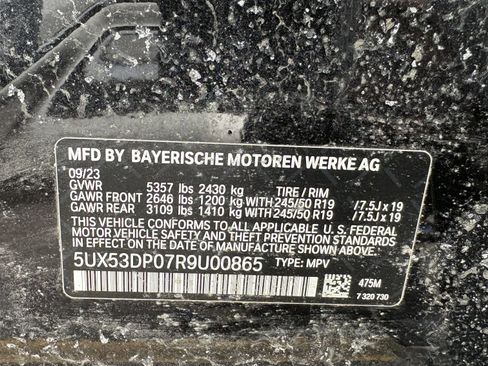 MFD BY BAYERISCHE MOTOREN WERKE AG
09/23
GVWR 5357 lbs 2430 kg TIRE / RIM
GAWR FRONT 2646 lbs 1200 kg WITH 245/50 R19 /7.5J x 19
GAWR REAR 3109 lbs 1410 kg WITH 245/50 R19 /7.5J x 19
THIS VEHICLE CONFORMS TO ALL APPLICABLE U. S. FEDERAL
MOTOR VEHICLE SAFETY STANDARDS IN EFFECT ON THE
DATE OF MANUFACTURE SHOWN ABOVE.
5UX53DP07R9U00865 TYPE: MPV
475M
7 320 730